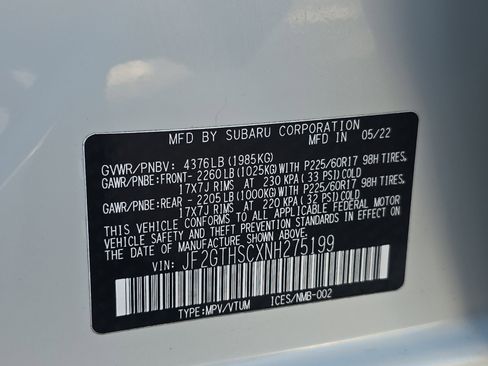 MFD BY SUBARU CORPORATION
MFD IN 05/22
GVWR/PNBV: 4376LB (1985KG)
GAWR/PNBE:FRONT- 2260LB (1025KG) WITH P225/60R17 98H TIRES,
17X7J RIMS AT 230 KPA (33 PSI) COLD
GAWR/PNBE:REAR - 2205LB (1000KG) WITH P225/60R17 98H TIRES,
17X7J RIMS AT 220 KPA (32 PSI) COLD
THIS VEHICLE CONFORMS TO ALL APPLICABLE FEDERAL MOTOR
VEHICLE SAFETY AND THEFT PREVENTION STANDARDS IN EFFECT ON
THE DATE OF MANUFACTURE SHOWN ABOVE.
VIN: JF2GTHSCXNH275199
TYPE:MPV/VTUM ICES/NMB-002